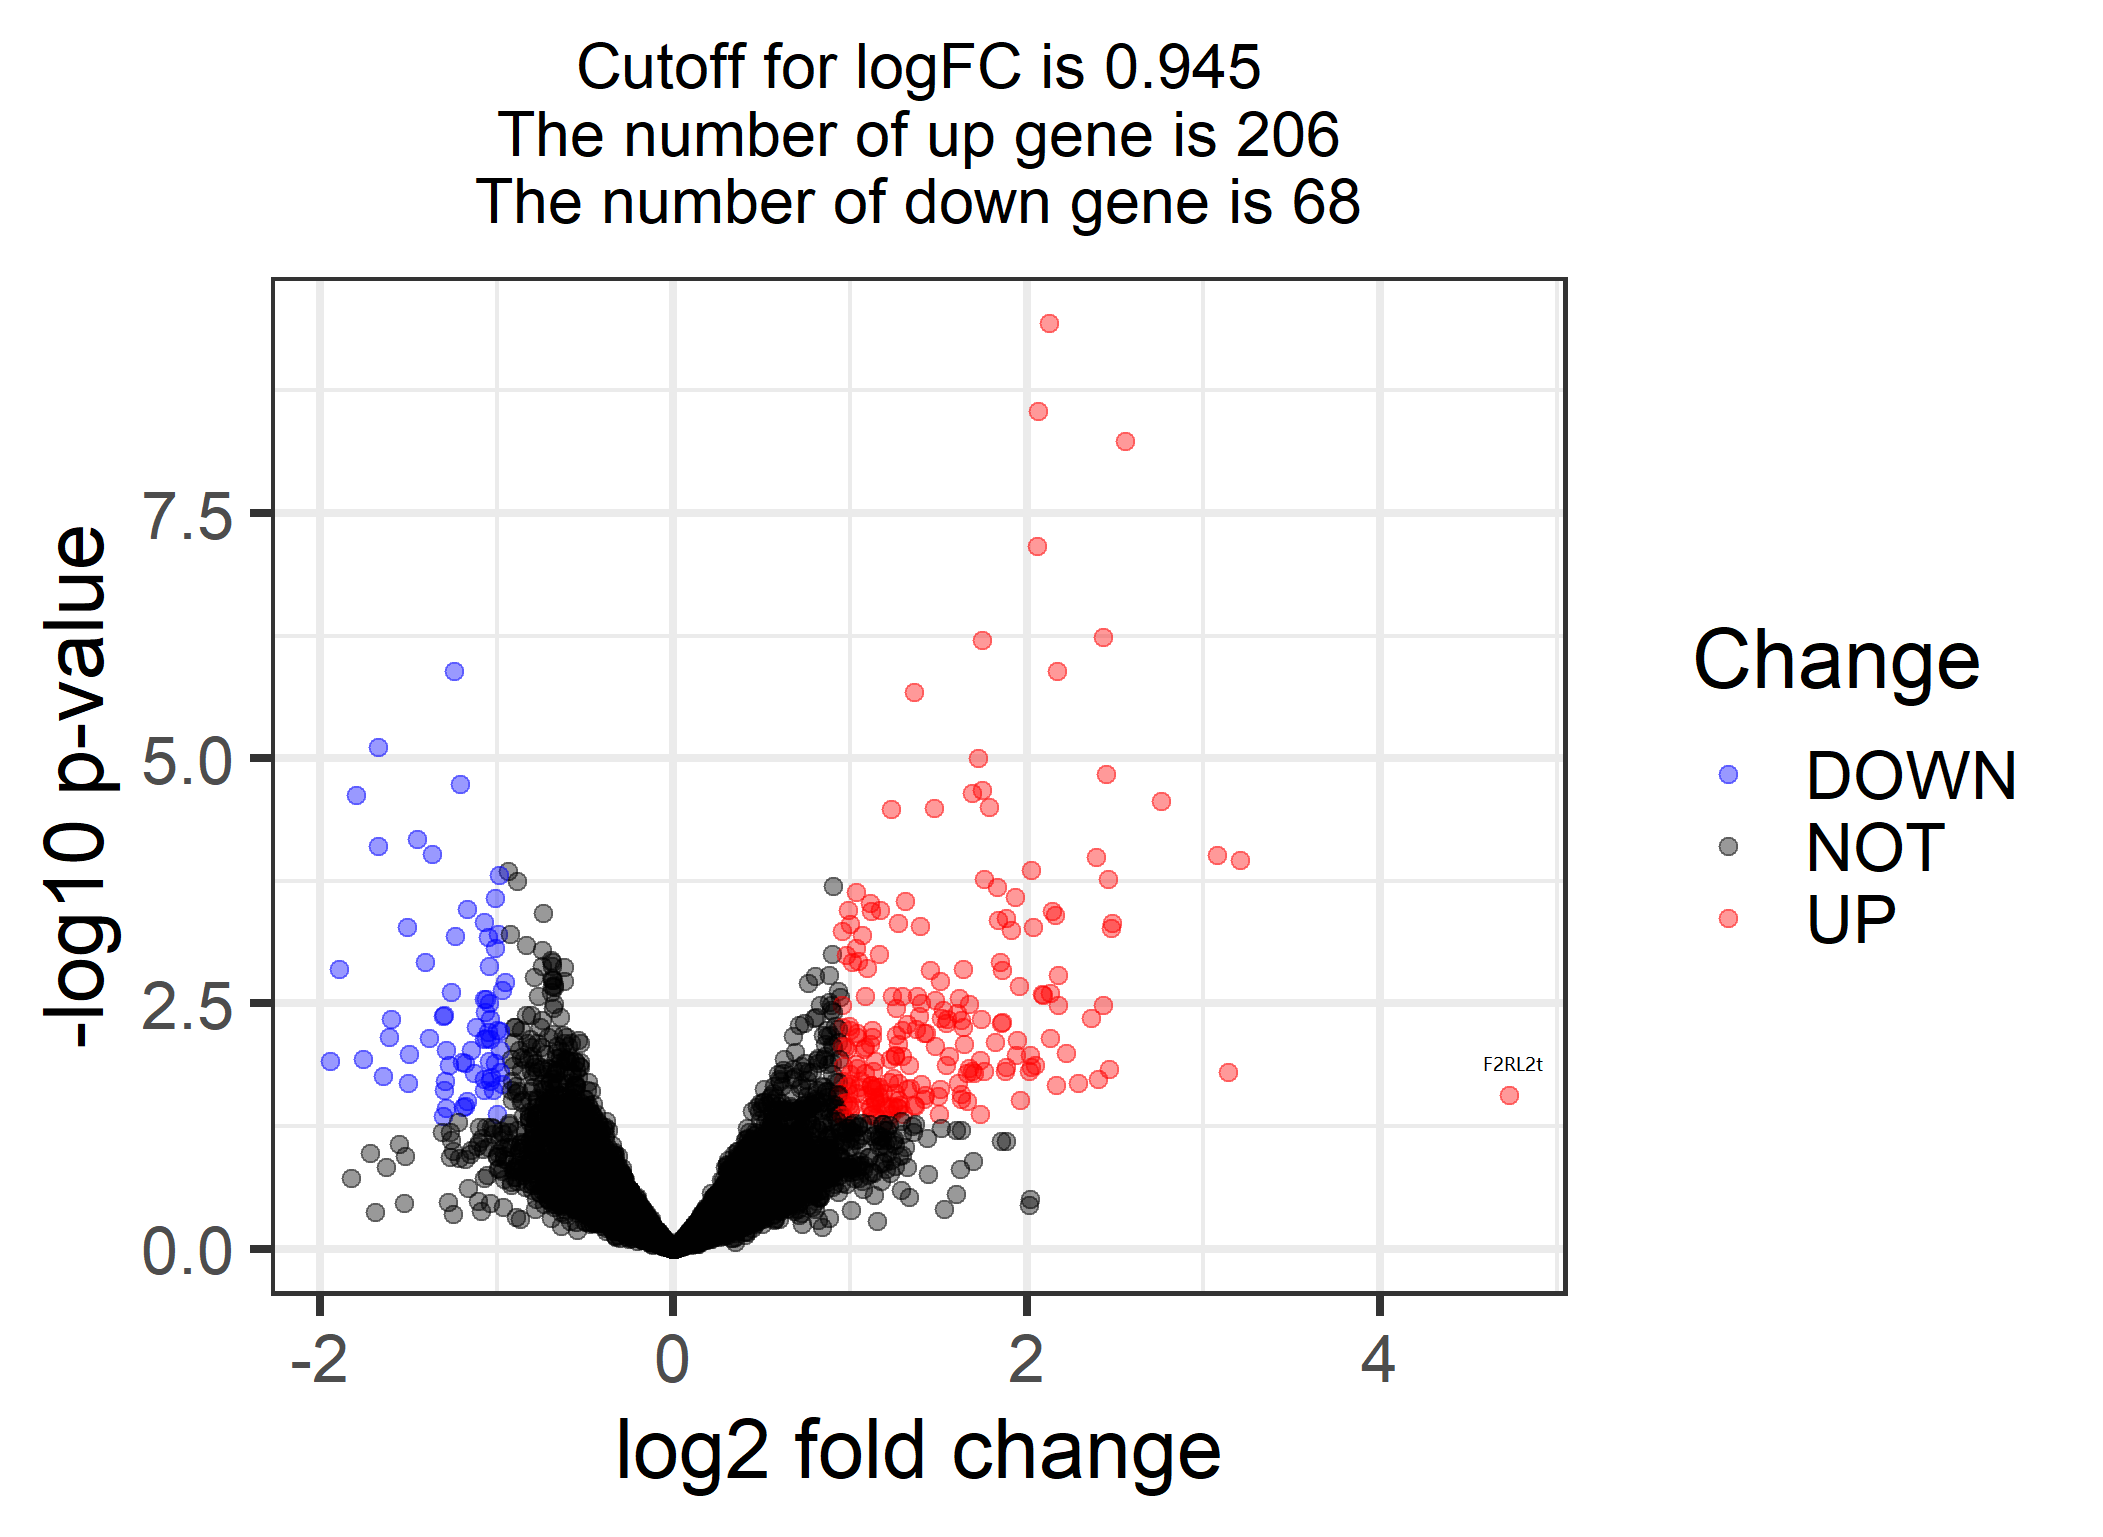 Cutoff for logFC is 0.945
The number of up gene is 206
The number of down gene is 68
-log10 p-value
7.5
5.0
2.5
0.0
F2RL2t
-2
0
2
4
log2 fold change
Change
DOWN
NOT
UP